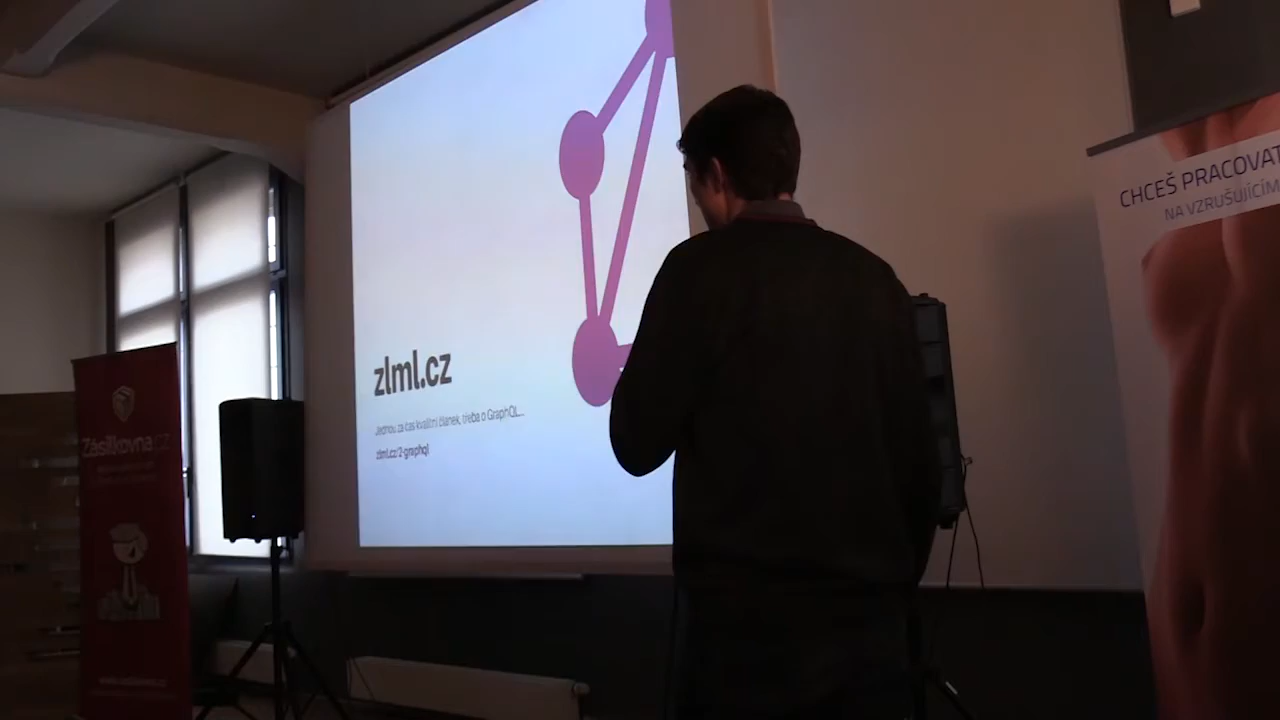 zlml.cz
Jednou za čas kvalitní článek, třeba o GraphQL...
zlml.cz/2-graphql
Zásilkovna.cz
CHCEŠ PRACOVAT
NA VZRUŠUJÍCÍM